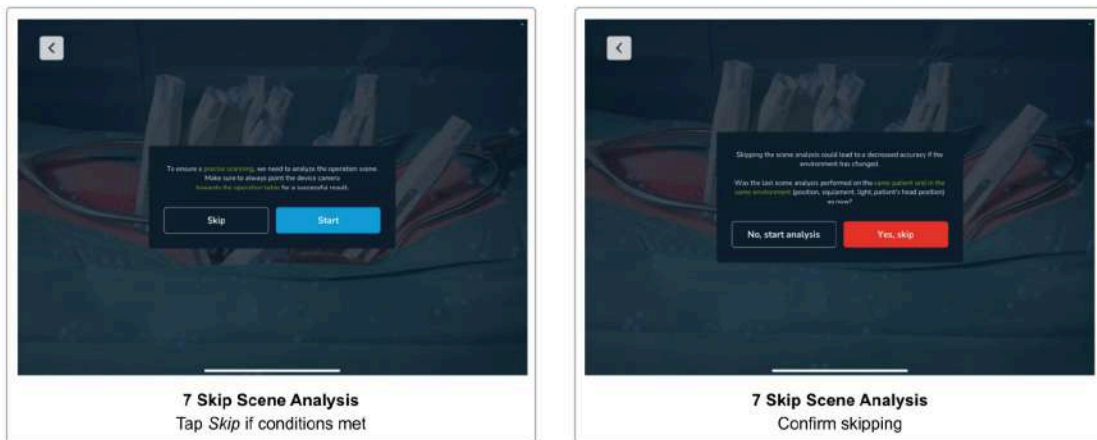 To ensure a precise scanning, we need to analyze the operation scene.
Make sure to always point the device camera
towards the operation table for a successful result.
Skip
Start
7 Skip Scene Analysis
Tap Skip if conditions met
Skipping the scene analysis could lead to a decreased accuracy if the
environment has changed.
Was the last scene analysis performed on the same patient and in the
same environment (position, equipment, light, patient's head position)
as now?
No, start analysis
Yes, skip
7 Skip Scene Analysis
Confirm skipping